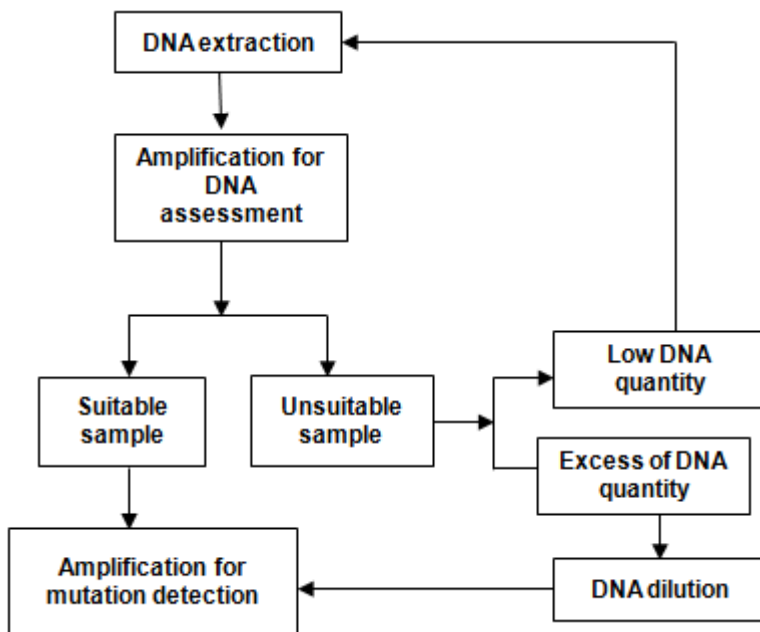 DNA extraction
Amplification for
DNA
assessment
Suitable
sample
Unsuitable
sample
Low DNA
quantity
Excess of DNA
quantity
Amplification for
mutation detection
DNA dilution